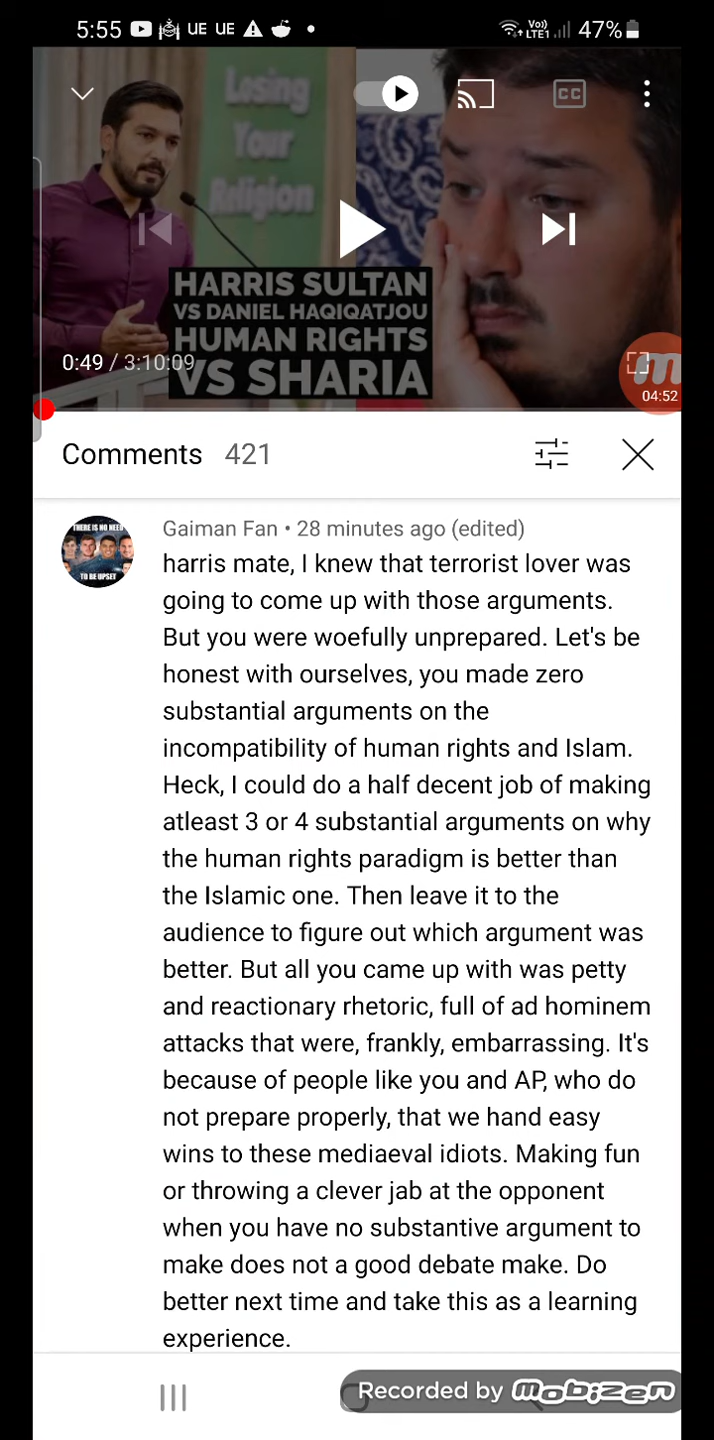 5:55 UE UE Vo)) LTE1 47%
Losing
Your
Religion
CC
HARRIS SULTAN
VS DANIEL HAQIQATJOU
HUMAN RIGHTS
VS SHARIA
0:49 / 3:10:09
m
04:52
Comments 421
THERE IS NO NEED
TO BE UPSET
Gaiman Fan • 28 minutes ago (edited)
harris mate, I knew that terrorist lover was
going to come up with those arguments.
But you were woefully unprepared. Let's be
honest with ourselves, you made zero
substantial arguments on the
incompatibility of human rights and Islam.
Heck, I could do a half decent job of making
atleast 3 or 4 substantial arguments on why
the human rights paradigm is better than
the Islamic one. Then leave it to the
audience to figure out which argument was
better. But all you came up with was petty
and reactionary rhetoric, full of ad hominem
attacks that were, frankly, embarrassing. It's
because of people like you and AP, who do
not prepare properly, that we hand easy
wins to these mediaeval idiots. Making fun
or throwing a clever jab at the opponent
when you have no substantive argument to
make does not a good debate make. Do
better next time and take this as a learning
experience.
Recorded by mobizen